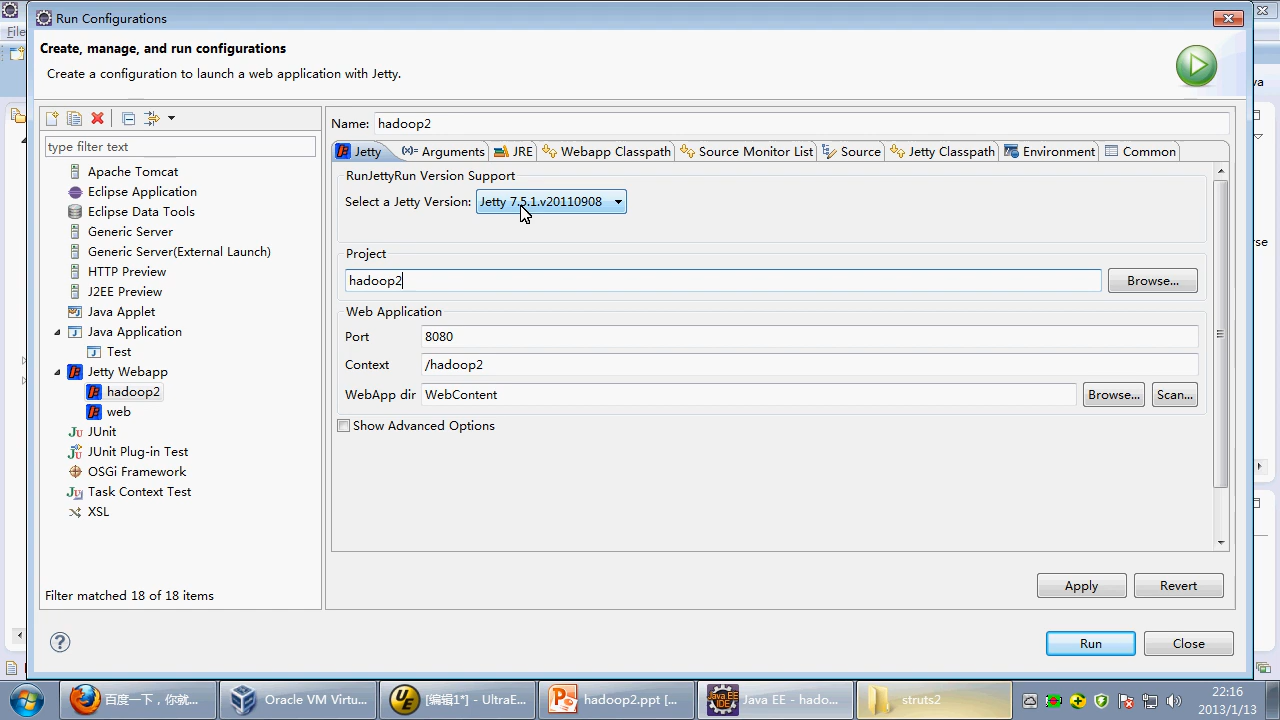 Run Configurations
File
Create, manage, and run configurations
Create a configuration to launch a web application with Jetty.
type filter text
Apache Tomcat
Eclipse Application
Eclipse Data Tools
Generic Server
Generic Server(External Launch)
HTTP Preview
J2EE Preview
Java Applet
Java Application
Test
Jetty Webapp
hadoop2
web
JUnit
JUnit Plug-in Test
OSGi Framework
Task Context Test
XSL
Filter matched 18 of 18 items
Name: hadoop2
Jetty (x)= Arguments JRE Webapp Classpath Source Monitor List Source Jetty Classpath Environment Common
RunJettyRun Version Support
Select a Jetty Version: Jetty 7.5.1.v20110908
Project
hadoop2 Browse...
Web Application
Port 8080
Context /hadoop2
WebApp dir WebContent Browse... Scan...
Show Advanced Options
Apply Revert
Run Close
百度一下，你就... Oracle VM Virtu... [编辑1*] - UltraE... hadoop2.ppt [... Java EE - hado... struts2
22:16
2013/1/13